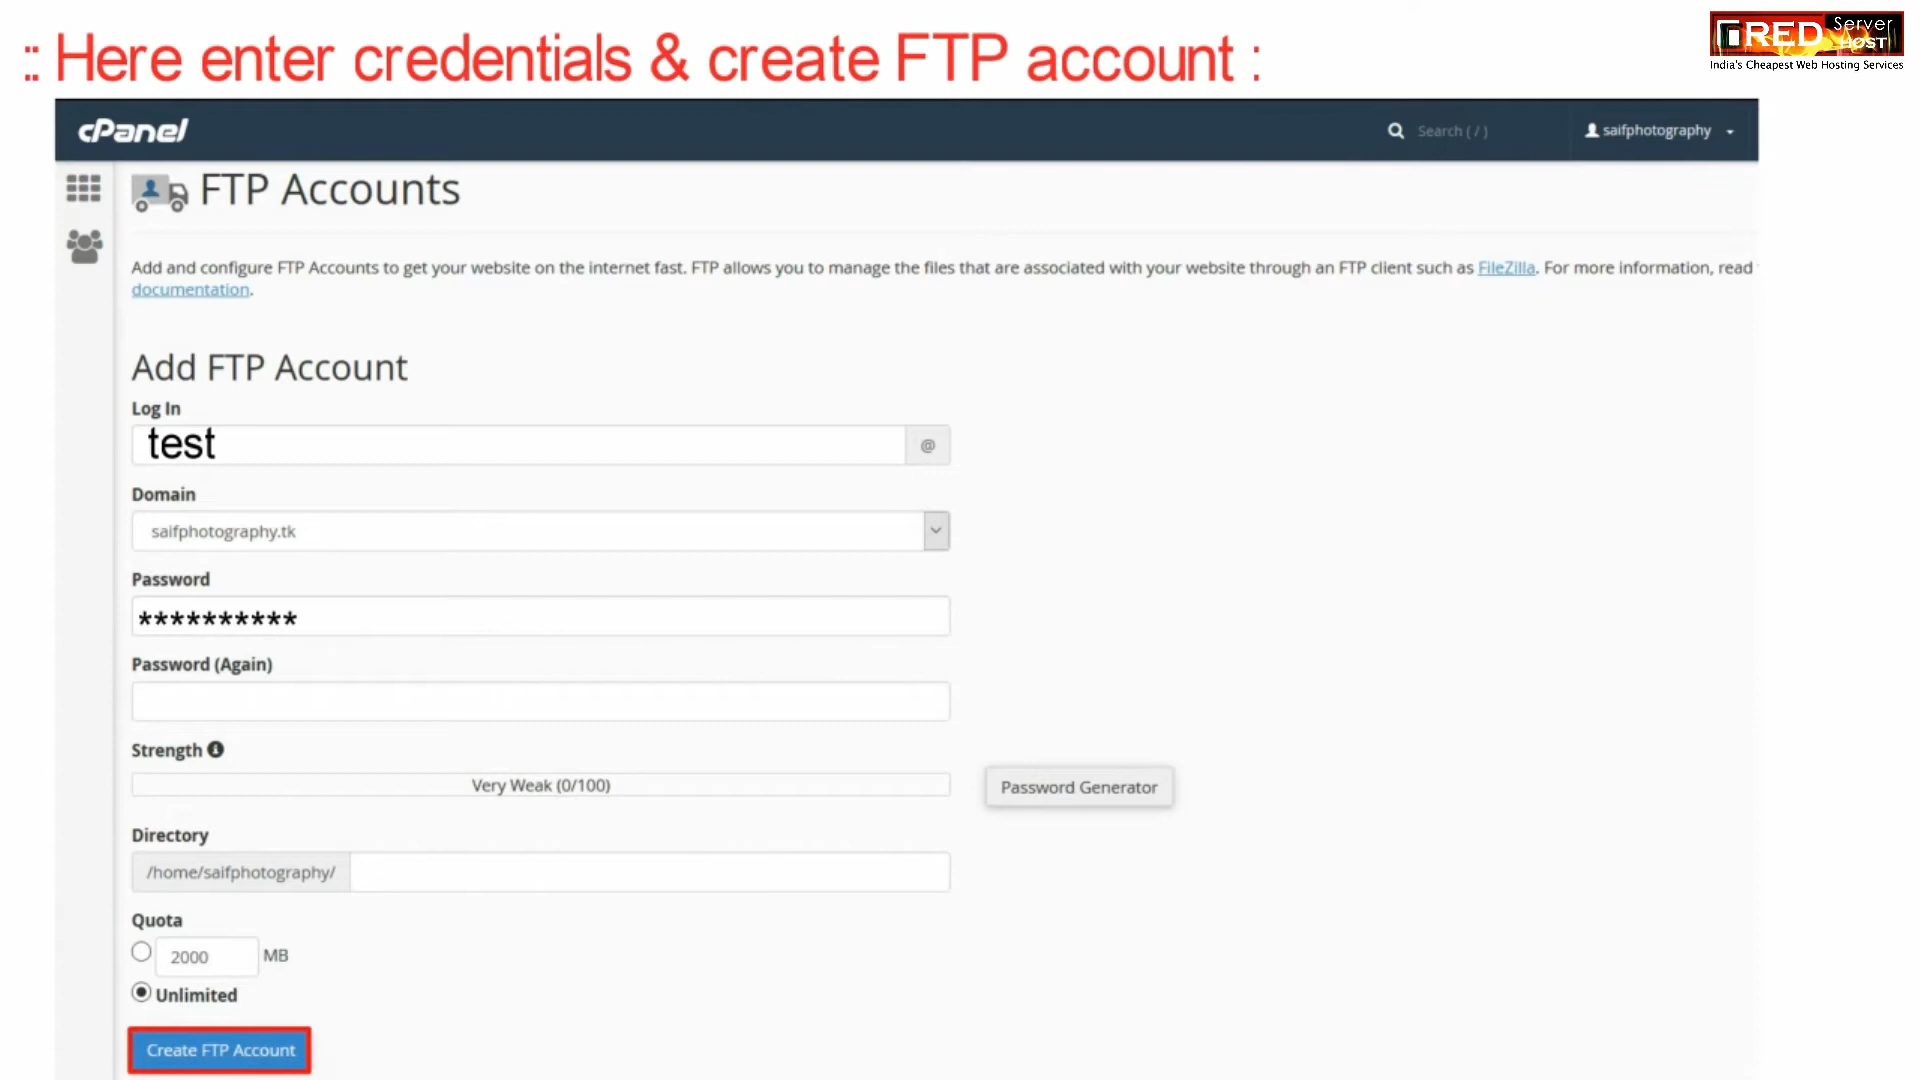 :: Here enter credentials & create FTP account :
RED Server HOST
India's Cheapest Web Hosting Services
cPanel
Search ( / )
saifphotography
FTP Accounts
Add and configure FTP Accounts to get your website on the internet fast. FTP allows you to manage the files that are associated with your website through an FTP client such as FileZilla. For more information, read
documentation.
Add FTP Account
Log In
test @
Domain
saifphotography.tk
Password
**********
Password (Again)
Strength
Very Weak (0/100)
Password Generator
Directory
/home/saifphotography/
Quota
2000 MB
Unlimited
Create FTP Account